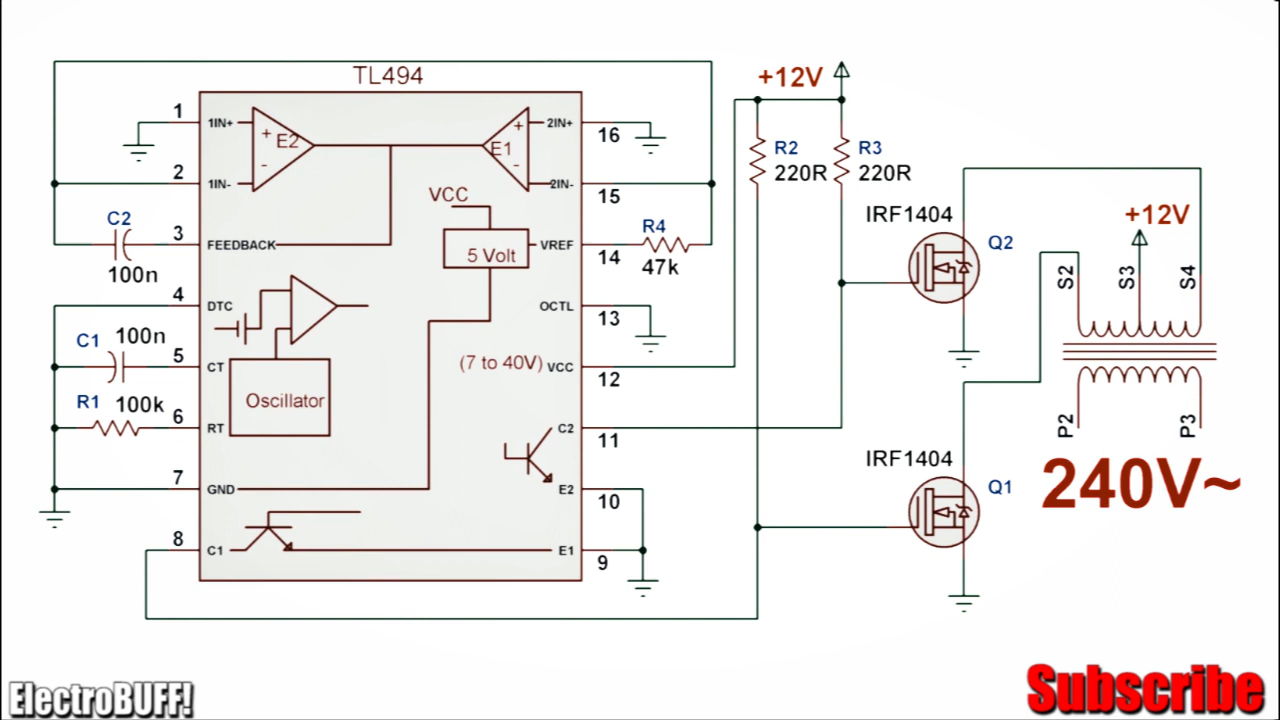 TL494
1
1IN+
+
E2
-
2
1IN-
C2
100n
3
FEEDBACK
4
DTC
C1
100n
5
CT
R1
100k
6
RT
Oscillator
7
GND
8
C1
+
E1
-
2IN+
16
2IN-
15
VCC
5 Volt
VREF
14
R4
47k
OCTL
13
(7 to 40V)
VCC
12
C2
11
E2
10
E1
9
+12V
R2
220R
R3
220R
IRF1404
Q2
+12V
S2
S3
S4
P2
P3
240V~
IRF1404
Q1
ElectroBUFF!
Subscribe